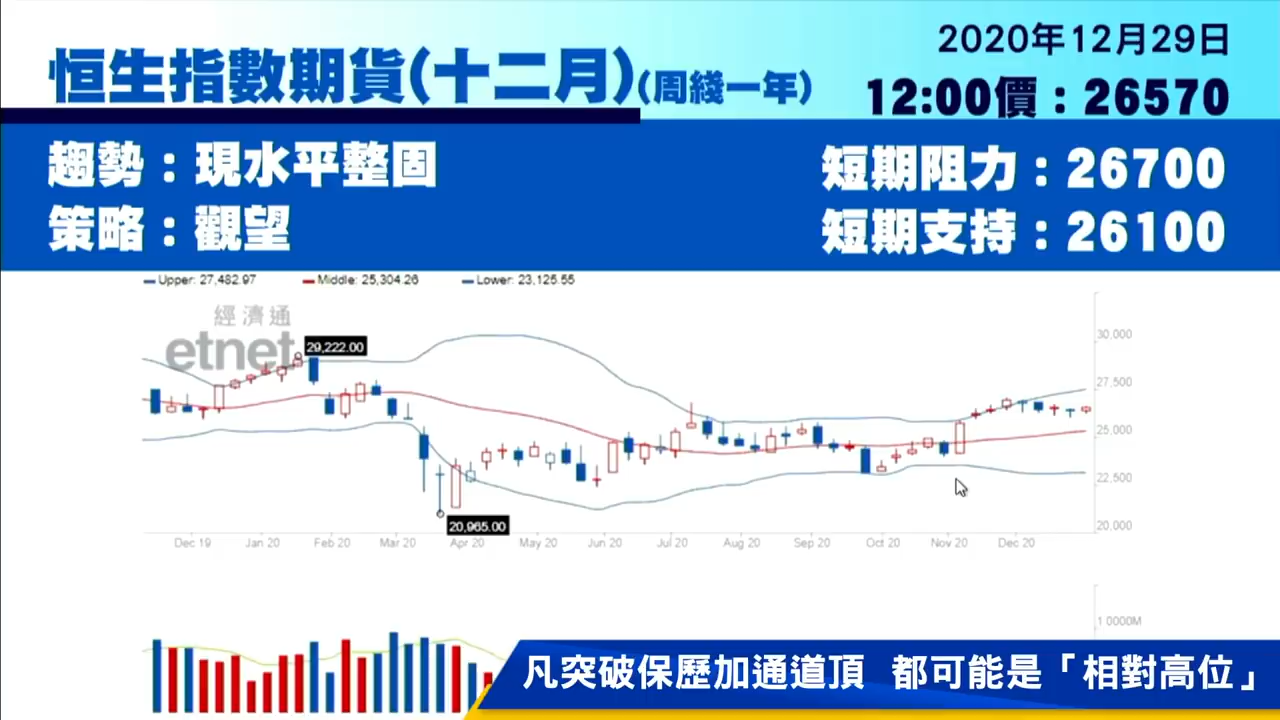 恒生指數期貨(十二月)(周綫一年)
2020年12月29日
12:00價：26570
趨勢：現水平整固
策略：觀望
短期阻力：26700
短期支持：26100
Upper: 27,482.97 Middle: 25,304.26 Lower: 23,125.55
經濟通
etnet
29,222.00
20,965.00
30,000
27,500
25,000
22,500
20,000
Dec 19 Jan 20 Feb 20 Mar 20 Apr 20 May 20 Jun 20 Jul 20 Aug 20 Sep 20 Oct 20 Nov 20 Dec 20
1 0000M
凡突破保歷加通道頂 都可能是「相對高位」